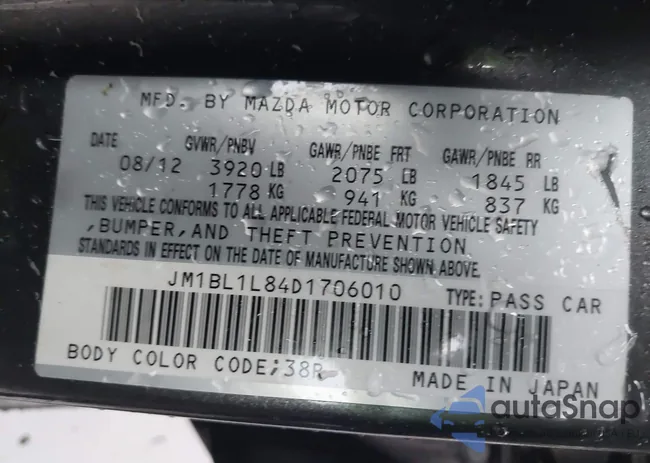 MFD. BY MAZDA MOTOR CORPORATION
DATE GVWR/PNBV GAWR/PNBE FRT GAWR/PNBE RR
08/12 3920 LB 2075 LB 1845 LB
1778 KG 941 KG 837 KG
THIS VEHICLE CONFORMS TO ALL APPLICABLE FEDERAL MOTOR VEHICLE SAFETY
,BUMPER,AND THEFT PREVENTION
STANDARDS IN EFFECT ON THE DATE OF MANUFACTURE SHOWN ABOVE.
JM1BL1L84D1706010 TYPE: PASS CAR
BODY COLOR CODE;38R MADE IN JAPAN
autaSnap